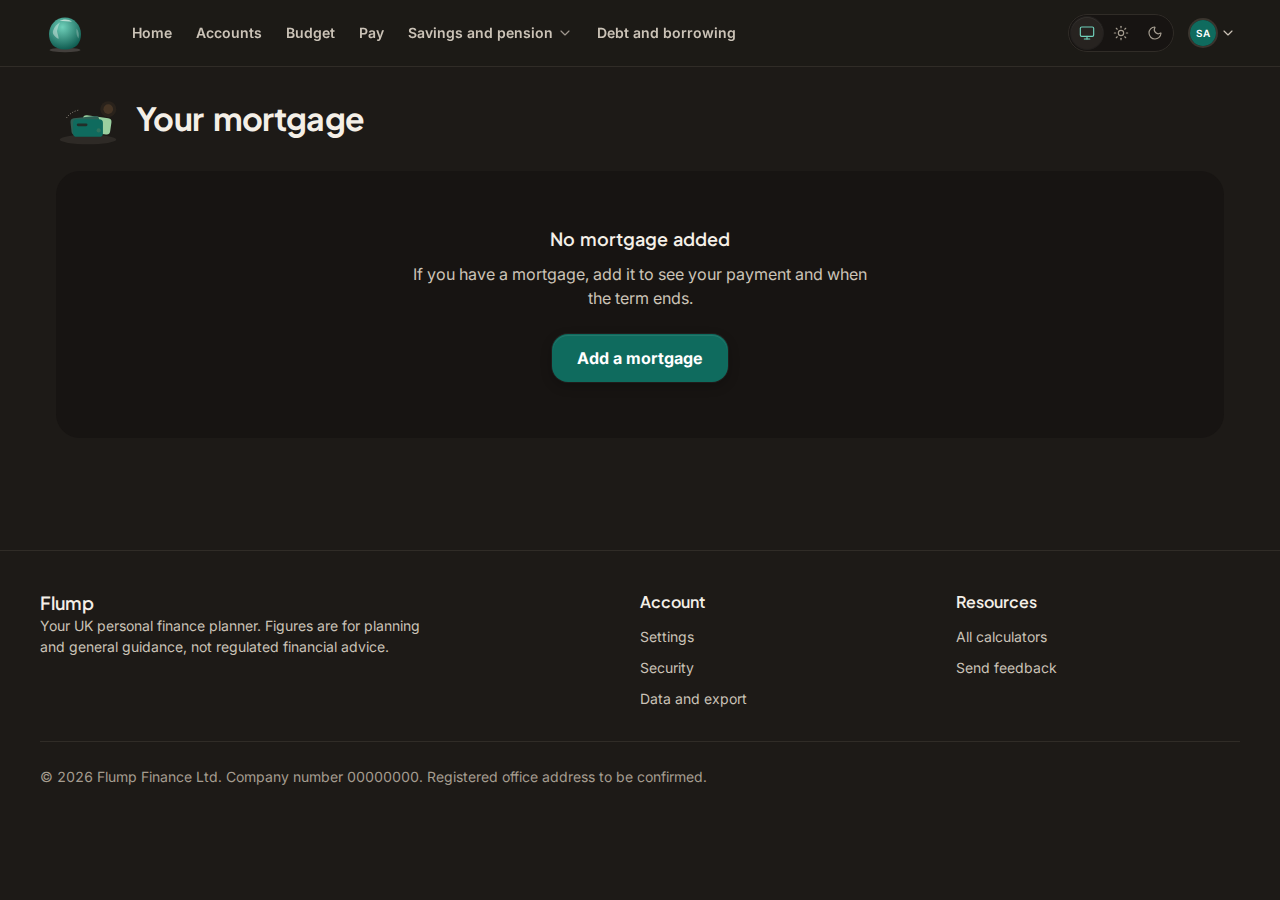 Home Accounts Budget Pay Savings and pension Debt and borrowing SA
Your mortgage
No mortgage added
If you have a mortgage, add it to see your payment and when
the term ends.
Add a mortgage
Flump
Your UK personal finance planner. Figures are for planning
and general guidance, not regulated financial advice.
Account
Settings
Security
Data and export
Resources
All calculators
Send feedback
© 2026 Flump Finance Ltd. Company number 00000000. Registered office address to be confirmed.